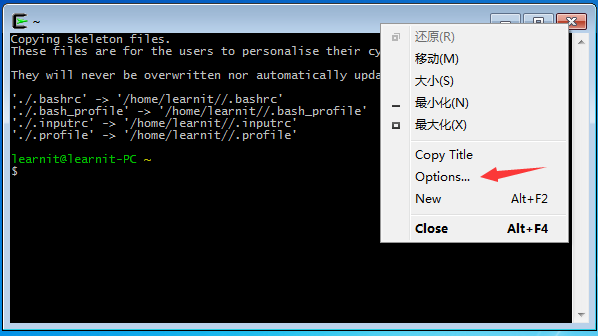 ~
Copying skeleton files.
These files are for the users to personalise their cy
They will never be overwritten nor automatically upda
'./.bashrc' -> '/home/learnit//.bashrc'
'./.bash_profile' -> '/home/learnit//.bash_profile'
'./.inputrc' -> '/home/learnit//.inputrc'
'./.profile' -> '/home/learnit//.profile'
learnit@learnit-PC ~
$
还原(R)
移动(M)
大小(S)
最小化(N)
最大化(X)
Copy Title
Options...
New Alt+F2
Close Alt+F4